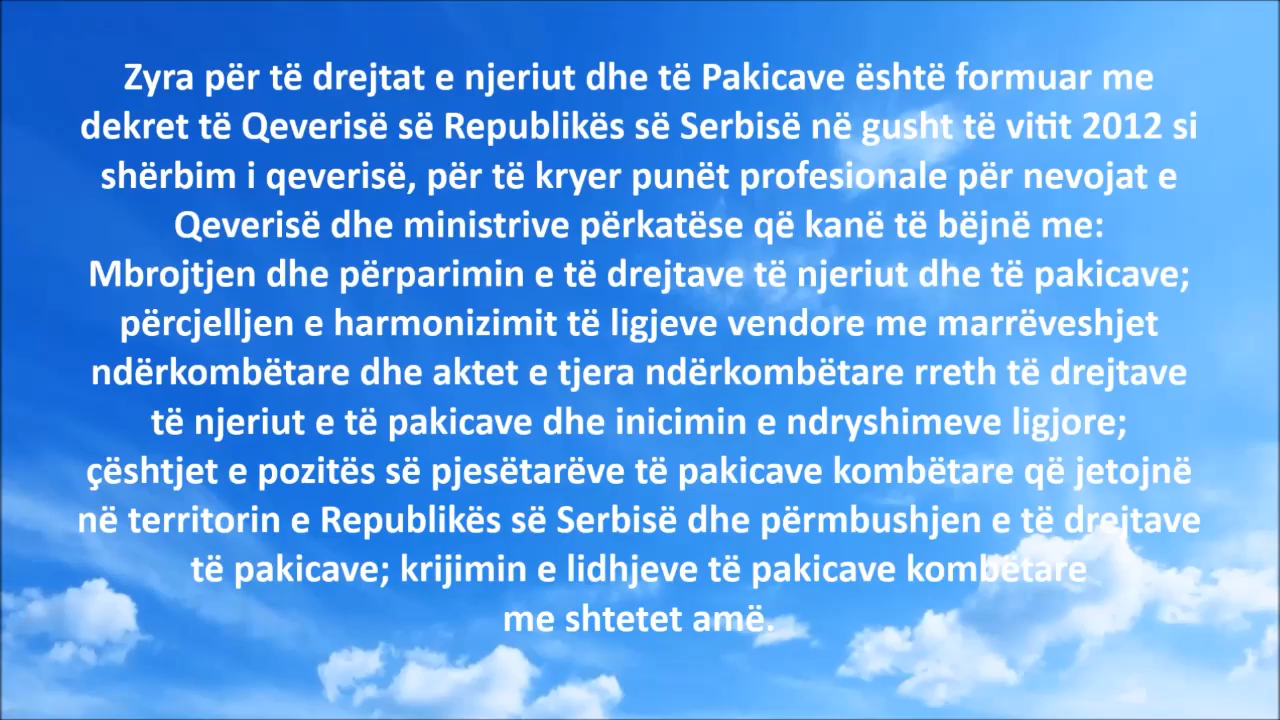 Zyra për të drejtat e njeriut dhe të Pakicave është formuar me
dekret të Qeverisë së Republikës së Serbisë në gusht të vitit 2012 si
shërbim i qeverisë, për të kryer punët profesionale për nevojat e
Qeverisë dhe ministrive përkatëse që kanë të bëjnë me:
Mbrojtjen dhe përparimin e të drejtave të njeriut dhe të pakicave;
përcjelljen e harmonizimit të ligjeve vendore me marrëveshjet
ndërkombëtare dhe aktet e tjera ndërkombëtare rreth të drejtave
të njeriut e të pakicave dhe inicimin e ndryshimeve ligjore;
çështjet e pozitës së pjesëtarëve të pakicave kombëtare që jetojnë
në territorin e Republikës së Serbisë dhe përmbushjen e të drejtave
të pakicave; krijimin e lidhjeve të pakicave kombëtare
me shtetet amë.